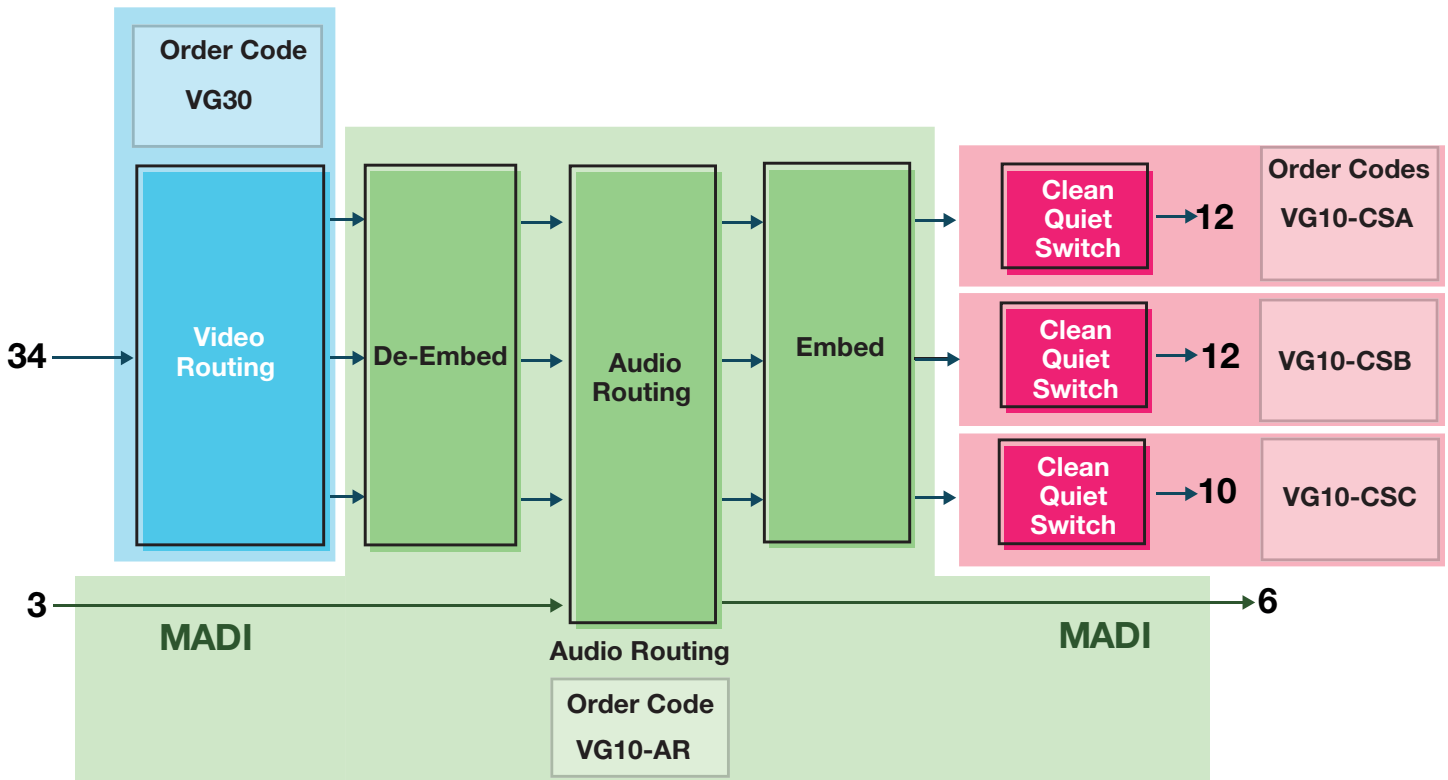 Order Code
VG30
34
Video
Routing
De-Embed
Audio
Routing
Embed
Clean
Quiet
Switch
12
Order Codes
VG10-CSA
Clean
Quiet
Switch
12
VG10-CSB
Clean
Quiet
Switch
10
VG10-CSC
3
MADI
6
MADI
Audio Routing
Order Code
VG10-AR